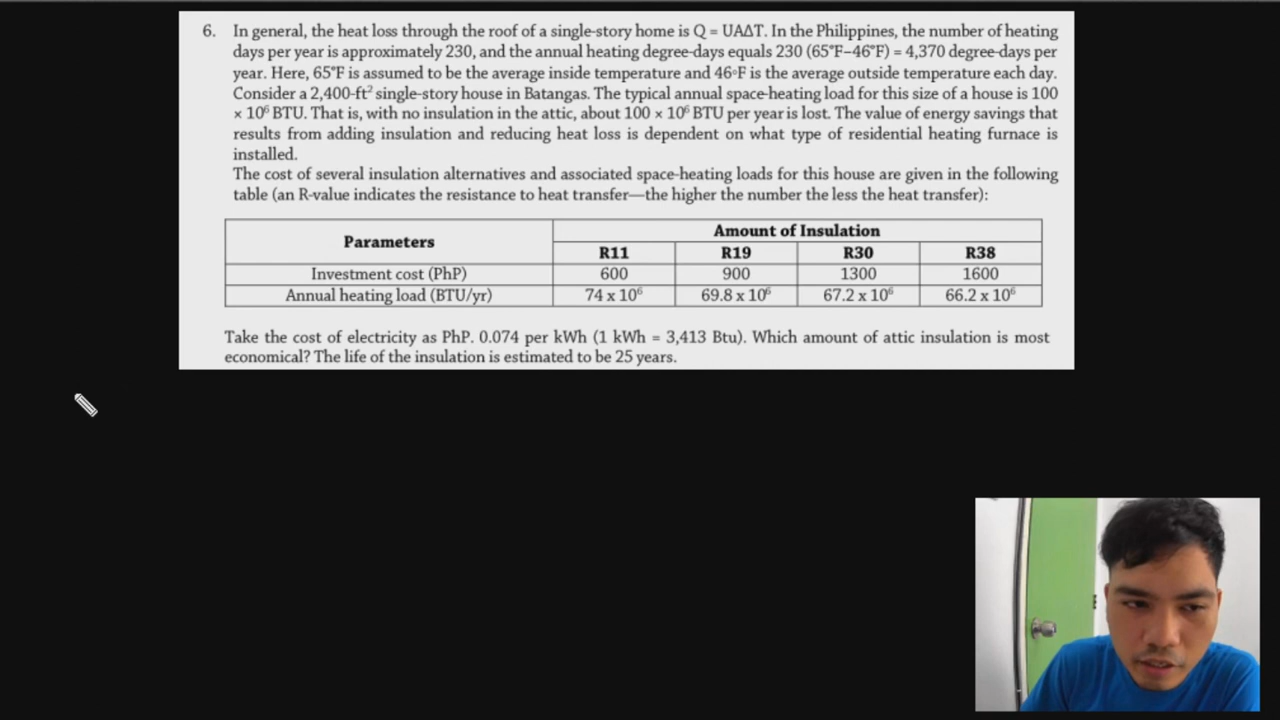 6. In general, the heat loss through the roof of a single-story home is Q = UAΔT. In the Philippines, the number of heating
days per year is approximately 230, and the annual heating degree-days equals 230 (65°F–46°F) = 4,370 degree-days per
year. Here, 65°F is assumed to be the average inside temperature and 46◦F is the average outside temperature each day.
Consider a 2,400-ft² single-story house in Batangas. The typical annual space-heating load for this size of a house is 100
× 10⁶ BTU. That is, with no insulation in the attic, about 100 × 10⁶ BTU per year is lost. The value of energy savings that
results from adding insulation and reducing heat loss is dependent on what type of residential heating furnace is
installed.
The cost of several insulation alternatives and associated space-heating loads for this house are given in the following
table (an R-value indicates the resistance to heat transfer—the higher the number the less the heat transfer):
Parameters Amount of Insulation
R11 R19 R30 R38
Investment cost (PhP) 600 900 1300 1600
Annual heating load (BTU/yr) 74 x 10⁶ 69.8 x 10⁶ 67.2 x 10⁶ 66.2 x 10⁶
Take the cost of electricity as PhP. 0.074 per kWh (1 kWh = 3,413 Btu). Which amount of attic insulation is most
economical? The life of the insulation is estimated to be 25 years.